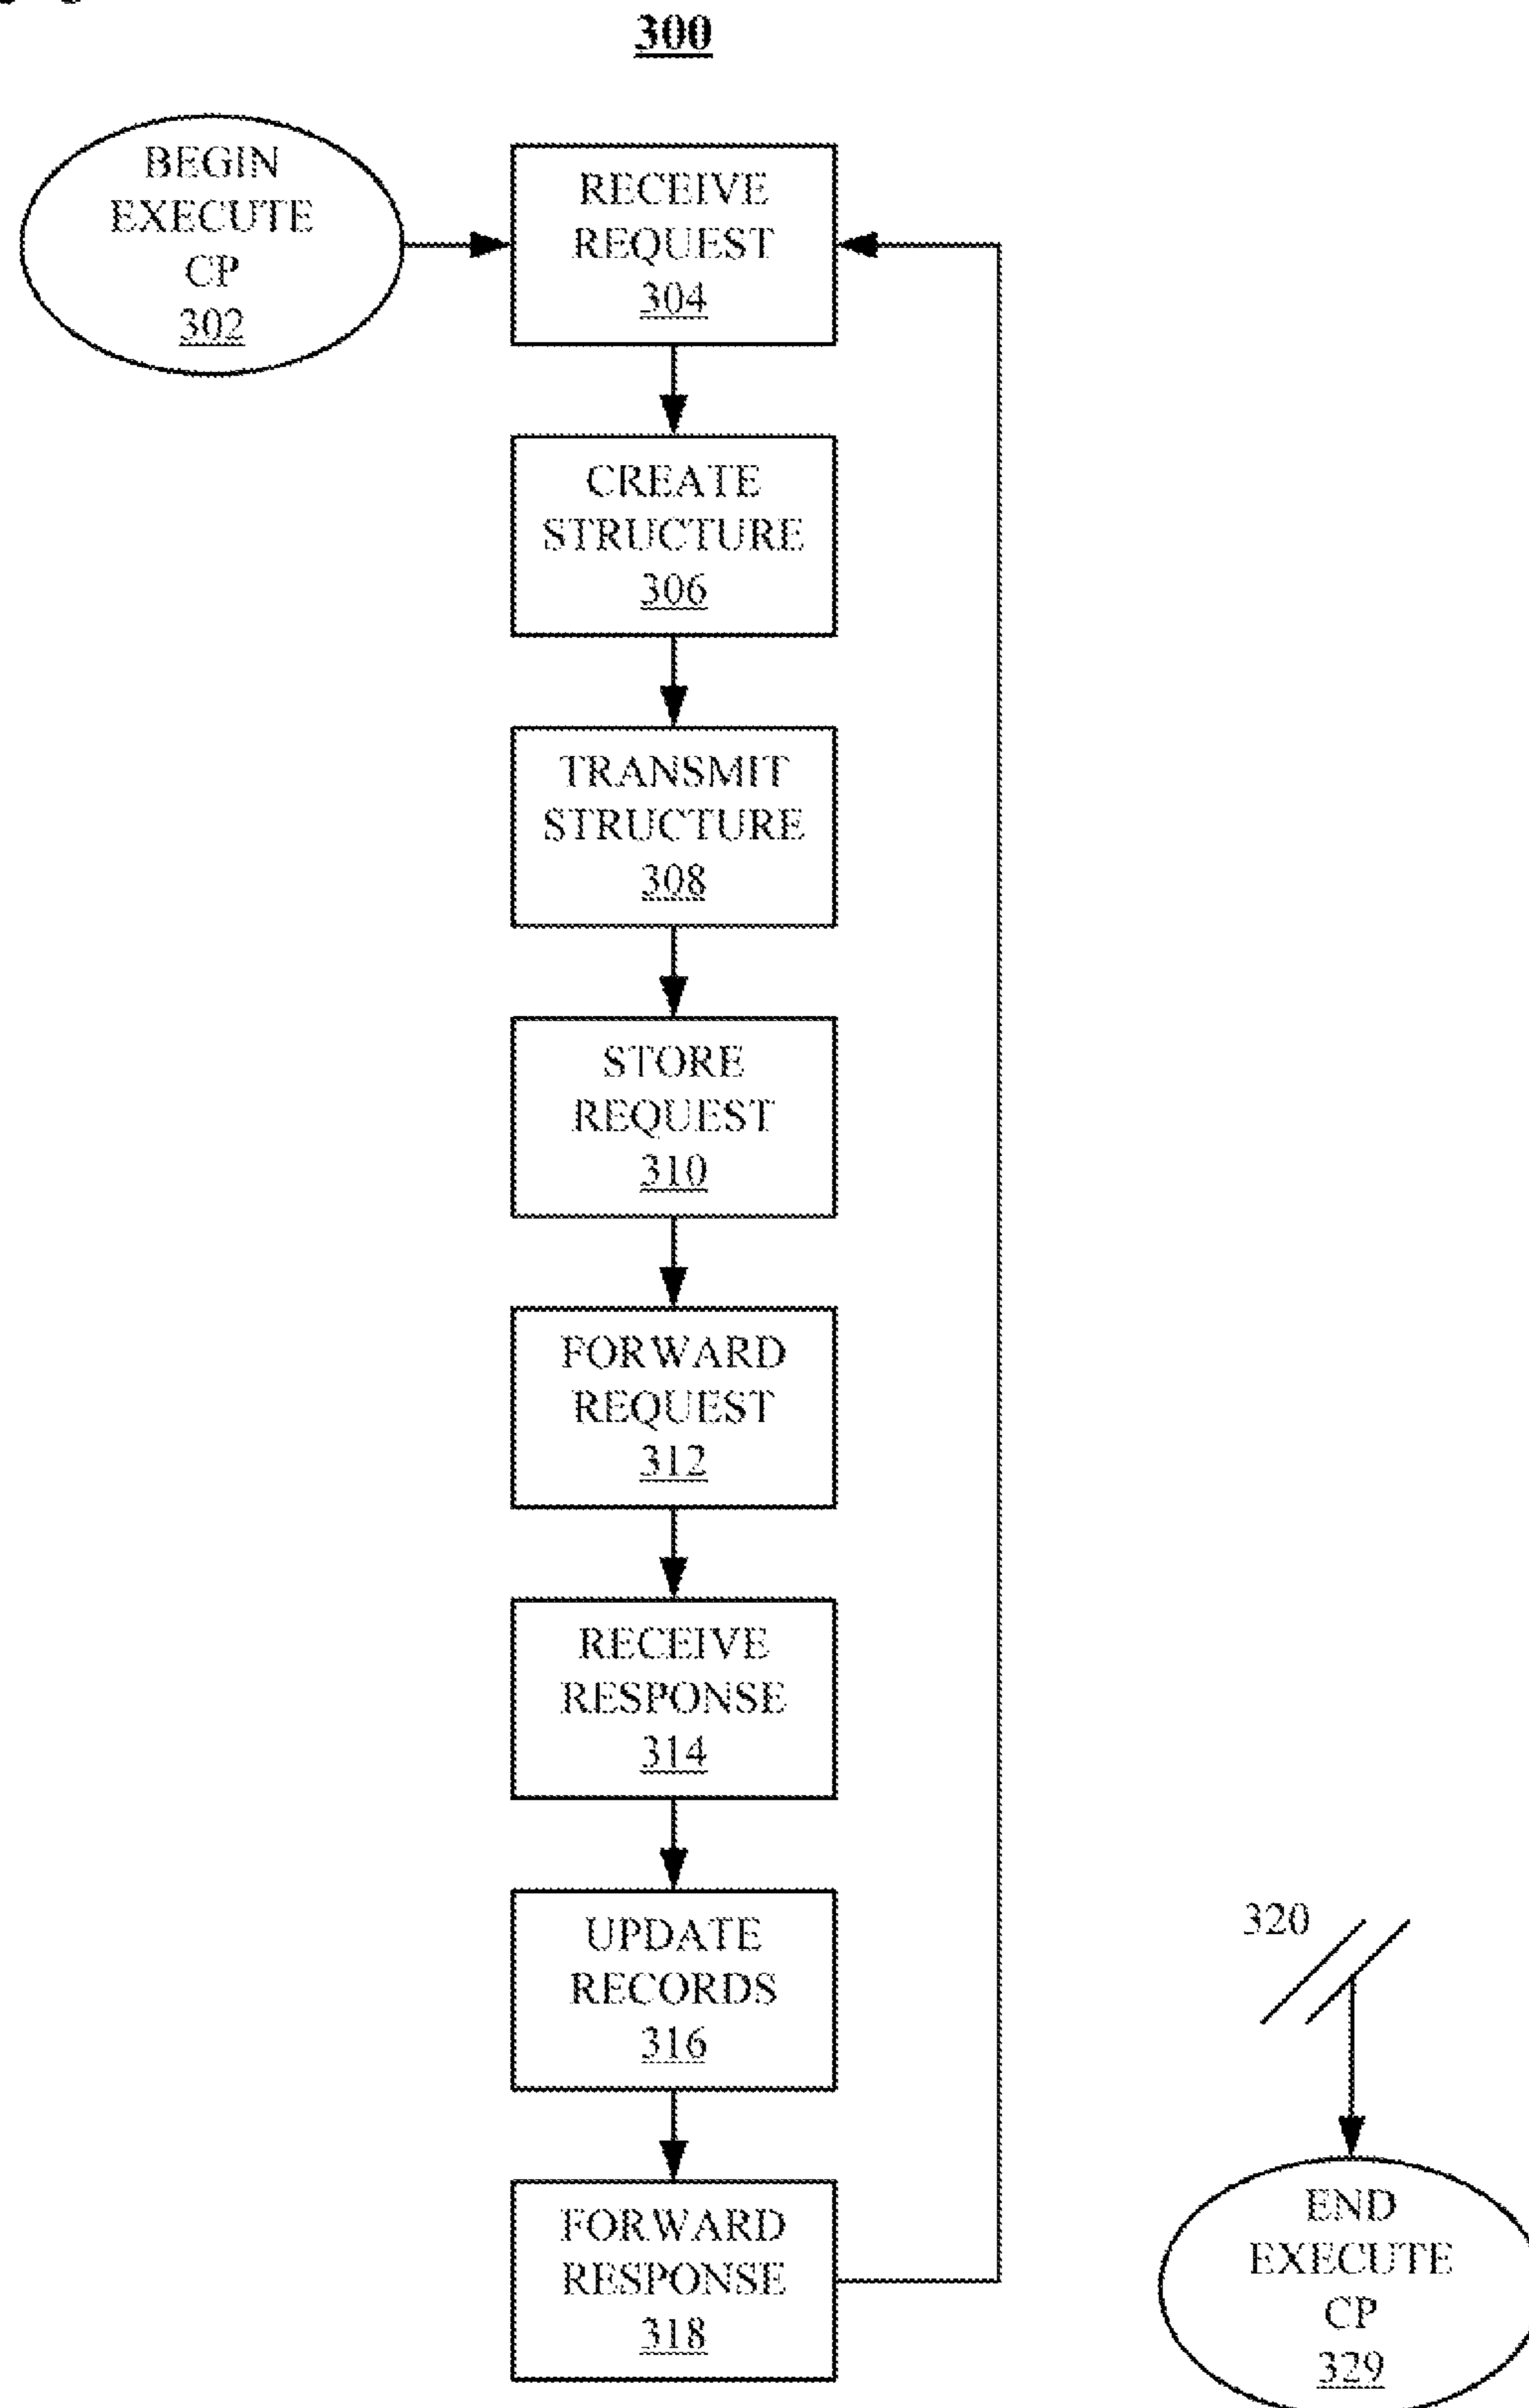 300
BEGIN
EXECUTE
CP
302
RECEIVE
REQUEST
304
CREATE
STRUCTURE
306
TRANSMIT
STRUCTURE
308
STORE
REQUEST
310
FORWARD
REQUEST
312
RECEIVE
RESPONSE
314
UPDATE
RECORDS
316
FORWARD
RESPONSE
318
320
END
EXECUTE
CP
329